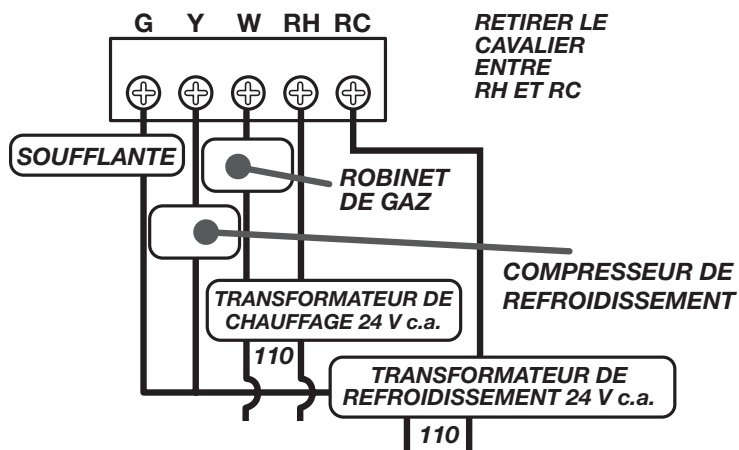 G Y W RH RC
RETIRER LE
CAVALIER
ENTRE
RH ET RC
SOUFFLANTE
ROBINET
DE GAZ
COMPRESSEUR DE
REFROIDISSEMENT
TRANSFORMATEUR DE
CHAUFFAGE 24 V c.a.
110
TRANSFORMATEUR DE
REFROIDISSEMENT 24 V c.a.
110